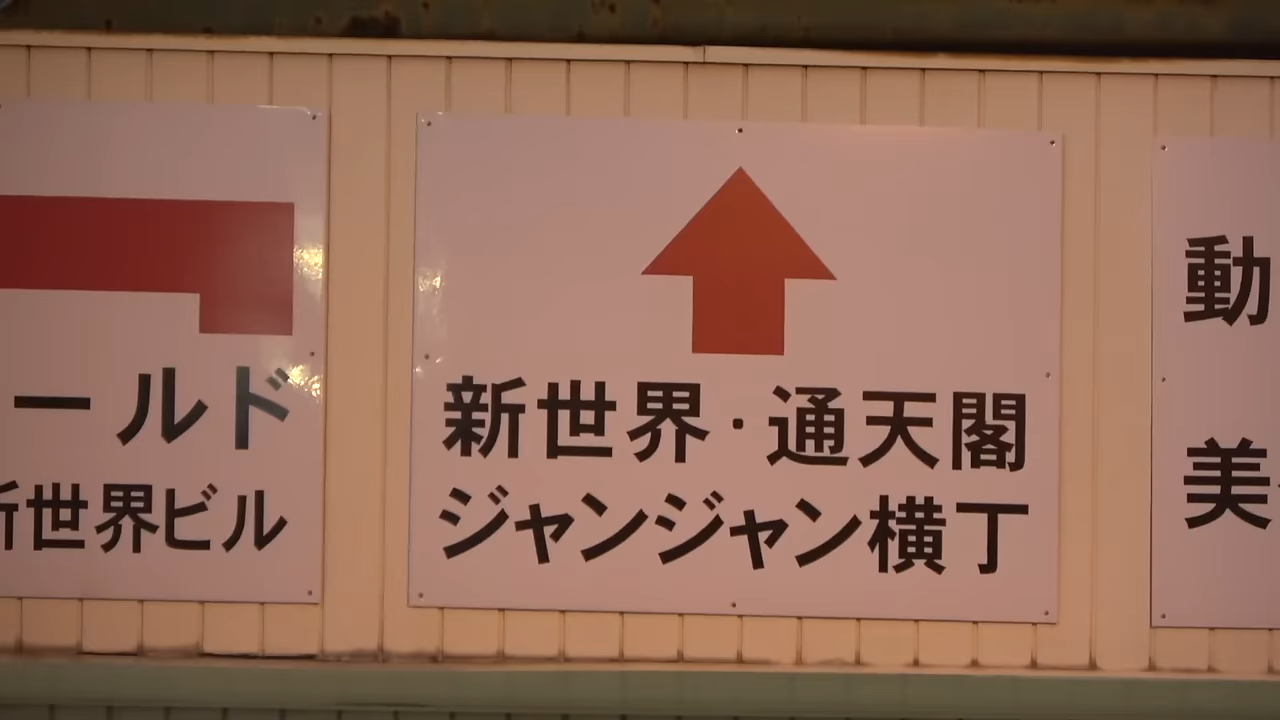 ールド
新世界ビル
新世界・通天閣
ジャンジャン横丁
動
美